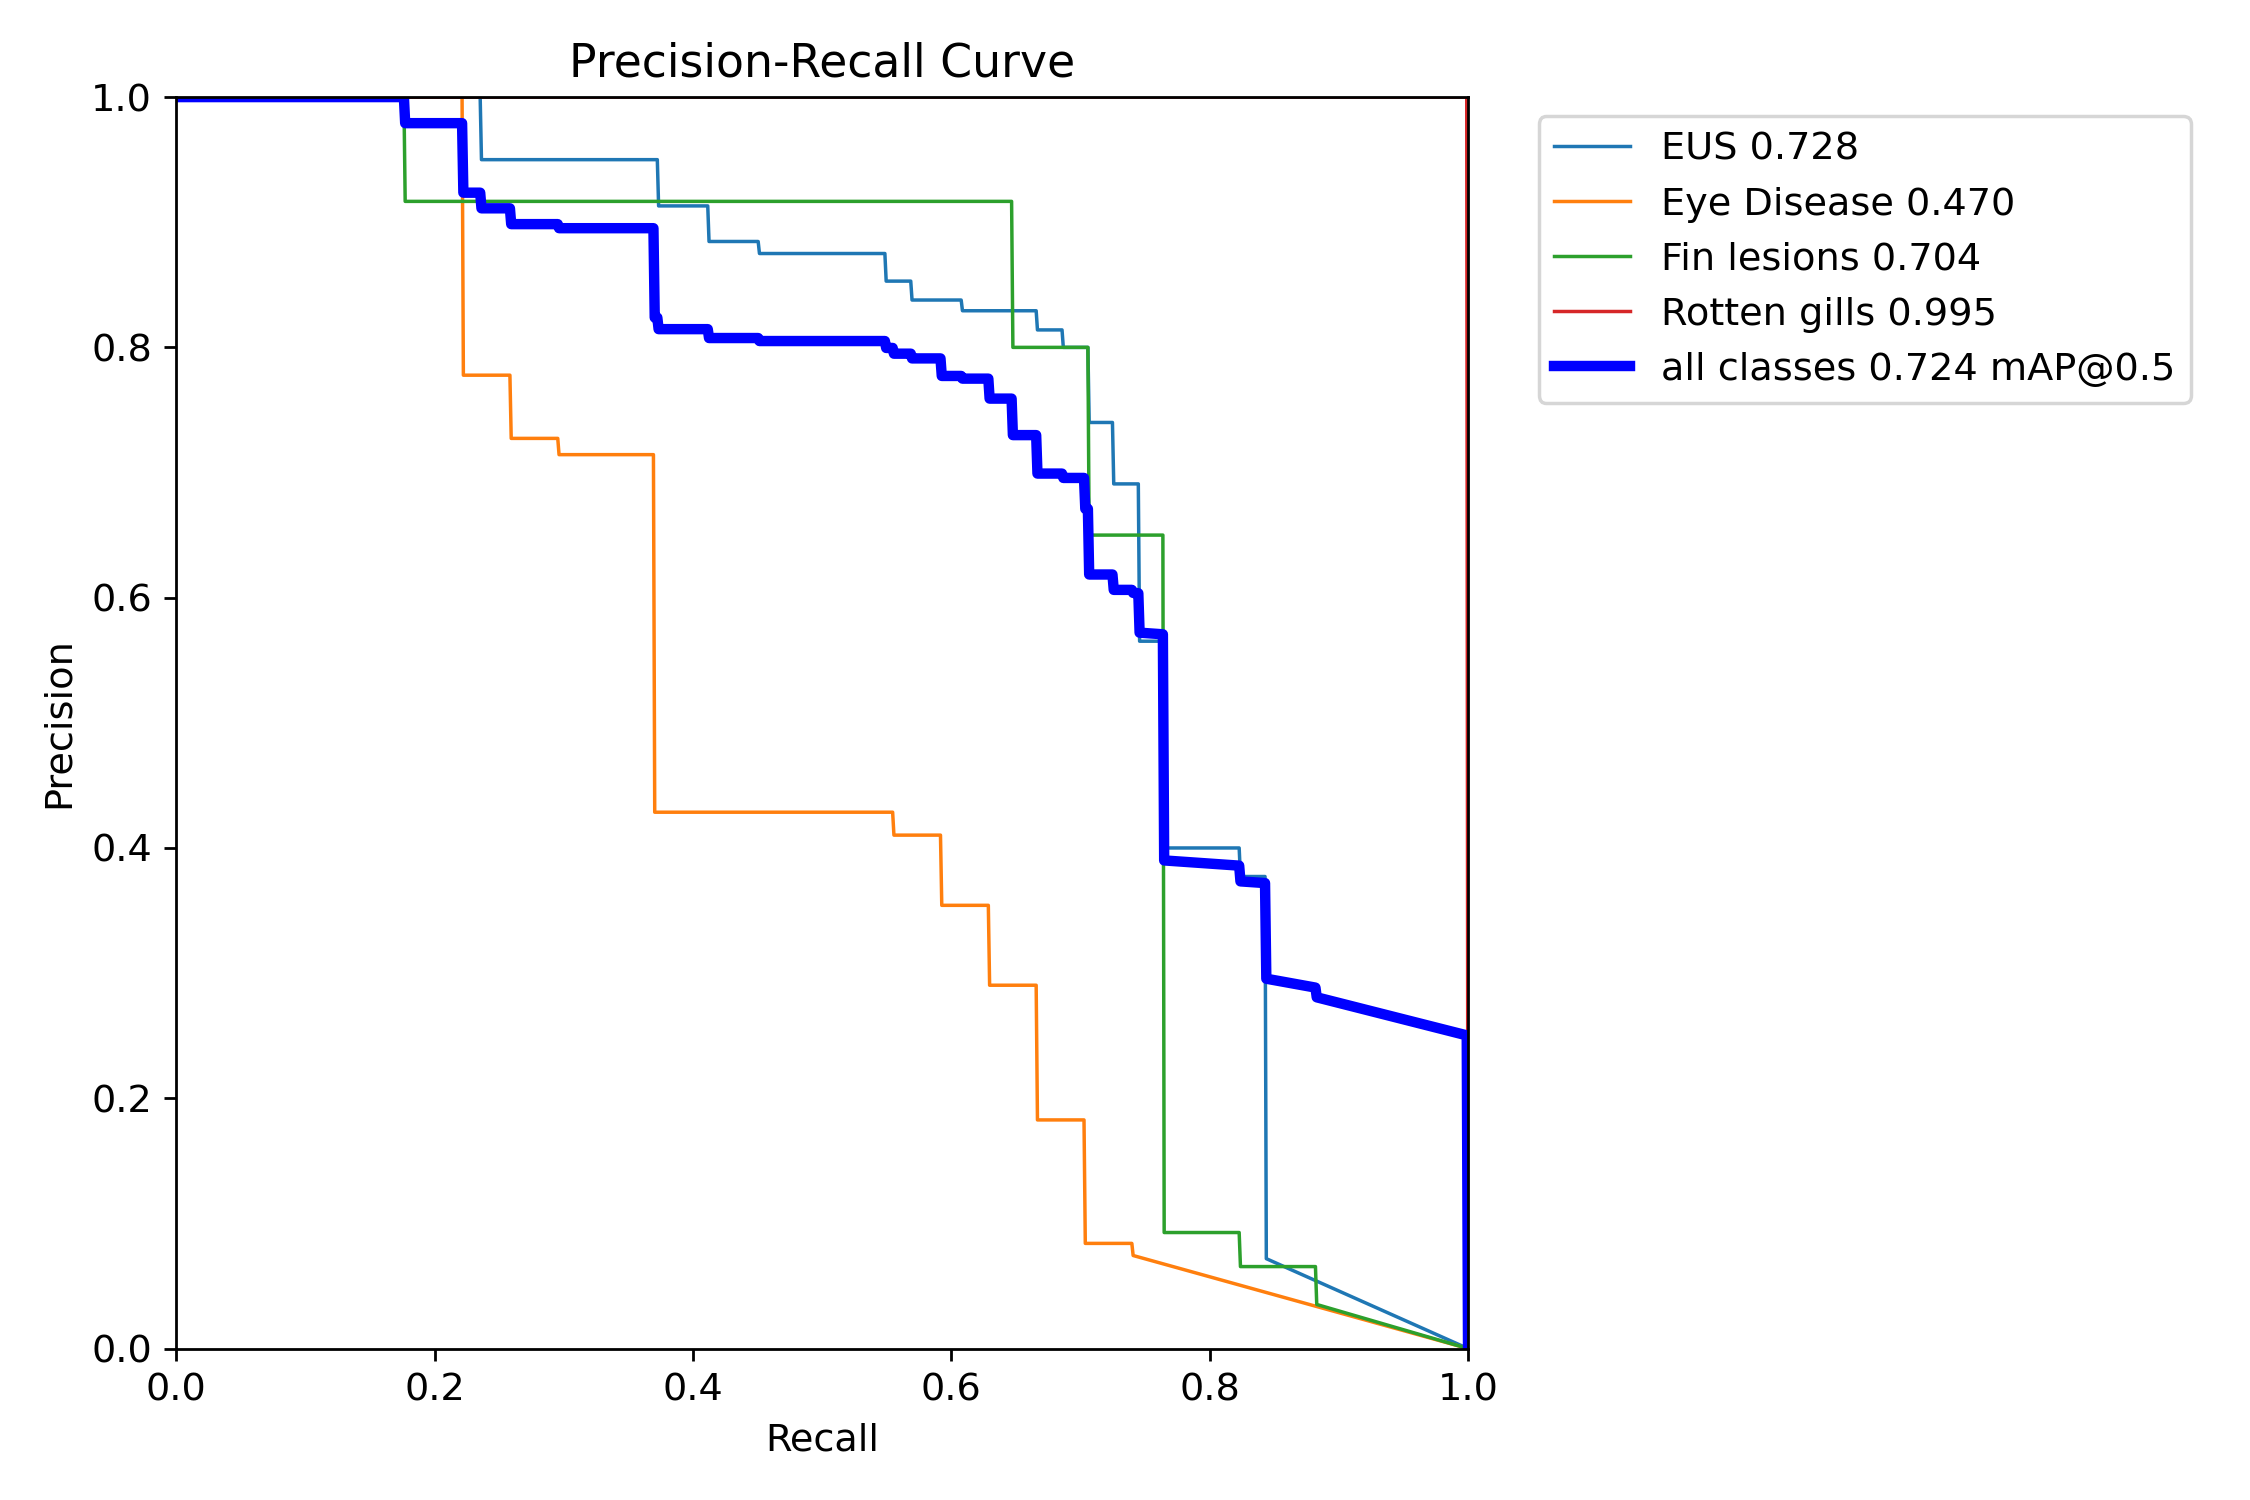 Precision-Recall Curve
1.0
0.8
0.6
0.4
0.2
0.0
Precision
0.0 0.2 0.4 0.6 0.8 1.0
Recall
EUS 0.728
Eye Disease 0.470
Fin lesions 0.704
Rotten gills 0.995
all classes 0.724 mAP@0.5